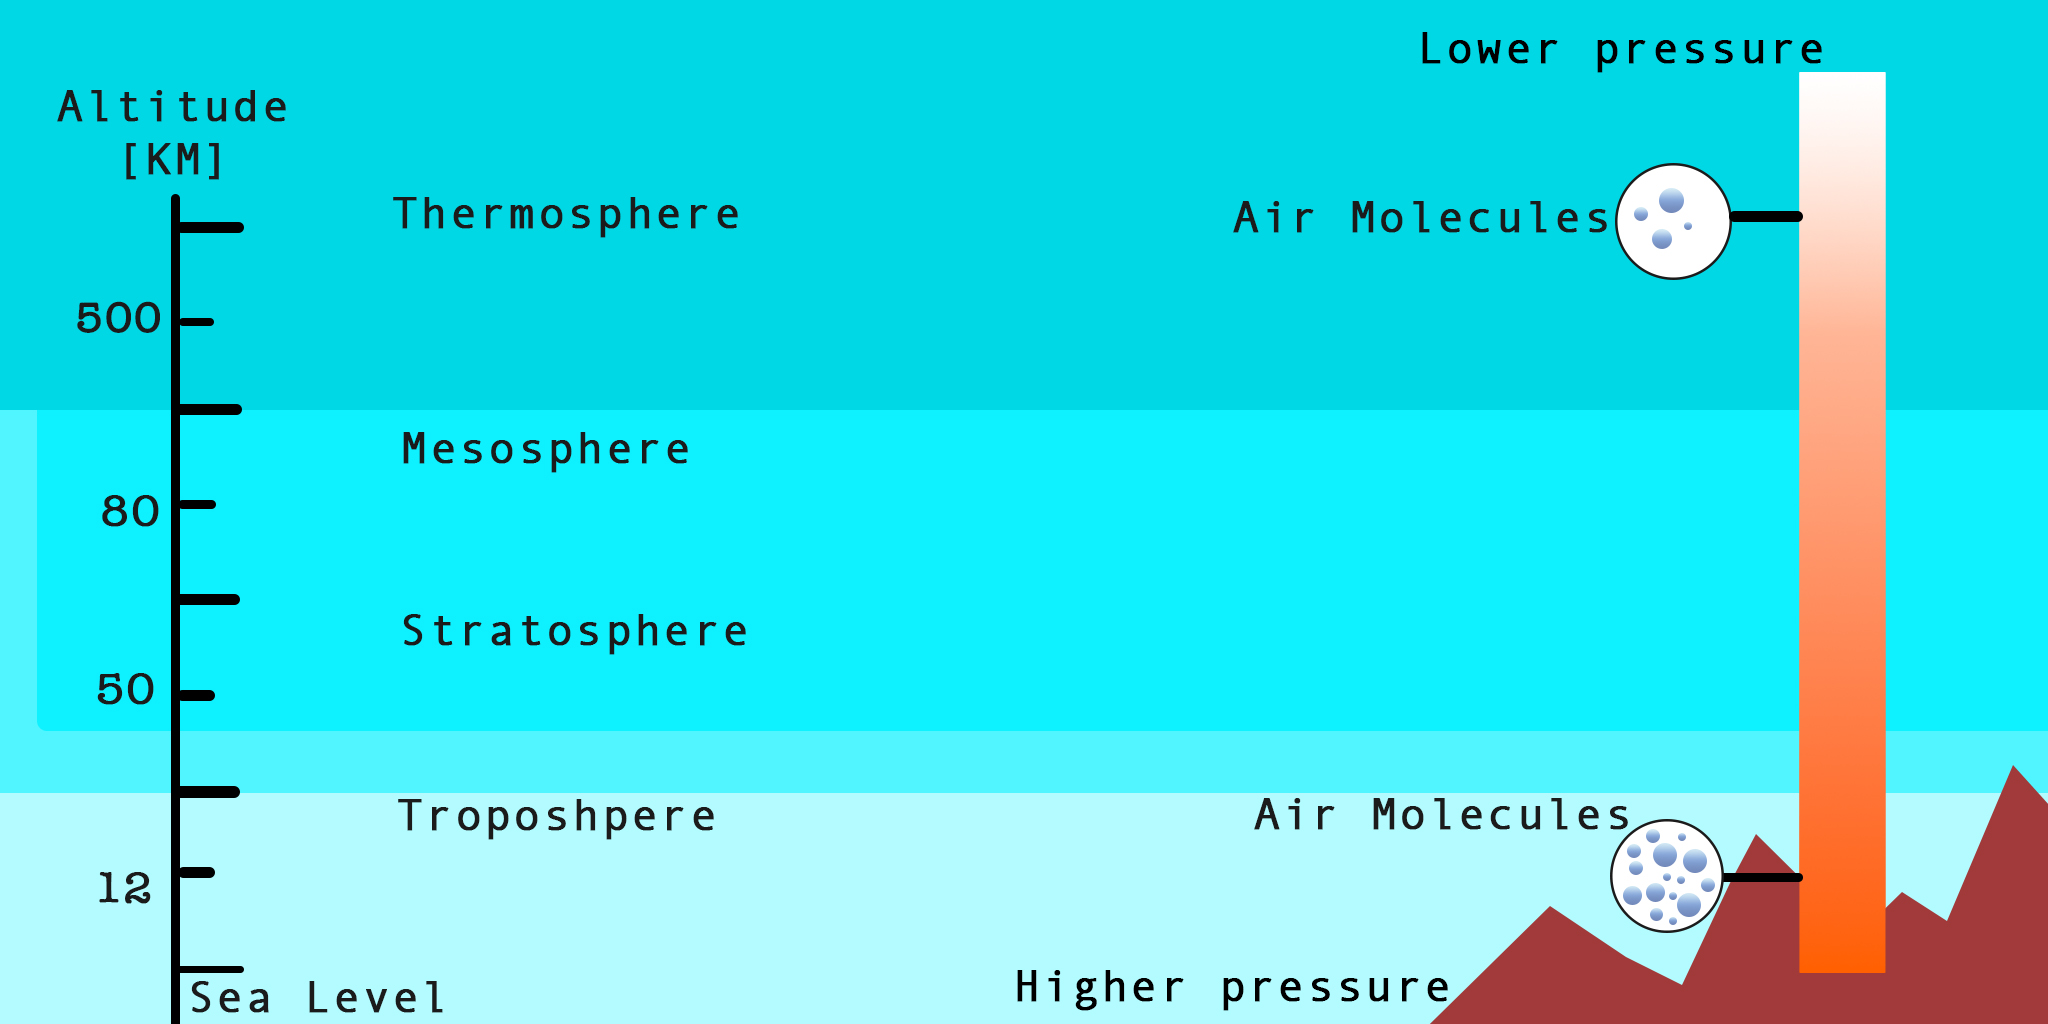 Lower pressure
Altitude
[KM]
Thermosphere
Air Molecules
500
Mesosphere
80
Stratosphere
50
Troposhpere
Air Molecules
12
Higher pressure
Sea Level